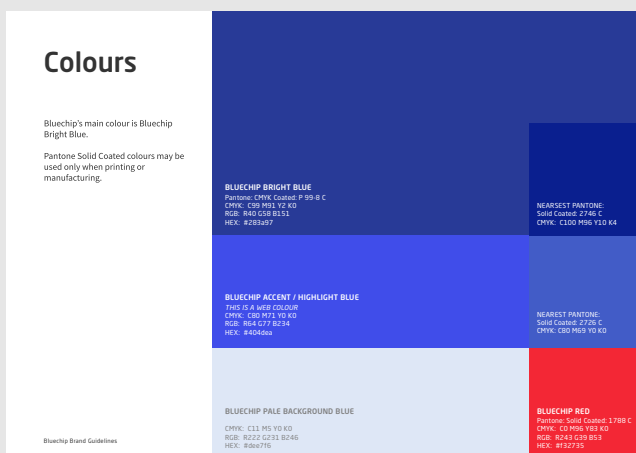 Colours
Bluechip's main colour is Bluechip
Bright Blue.
Pantone Solid Coated colours may be
used only when printing or
manufacturing.
BLUECHIP BRIGHT BLUE
Pantone: CMYK Coated: P 99-8 C
CMYK: C99 M91 Y2 K0
RGB: R40 G58 B151
HEX: #283a97
NEARSEST PANTONE:
Solid Coated: 2746 C
CMYK: C100 M96 Y10 K4
BLUECHIP ACCENT / HIGHLIGHT BLUE
THIS IS A WEB COLOUR
CMYK: C80 M71 Y0 K0
RGB: R64 G77 B234
HEX: #404dea
NEAREST PANTONE:
Solid Coated: 2726 C
CMYK: C80 M69 Y0 K0
BLUECHIP PALE BACKGROUND BLUE
CMYK: C11 M5 Y0 K0
RGB: R222 G231 B246
HEX: #dee7f6
BLUECHIP RED
Pantone: Solid Coated: 1788 C
CMYK: C0 M96 Y83 K0
RGB: R243 G39 B53
HEX: #f32735
Bluechip Brand Guidelines